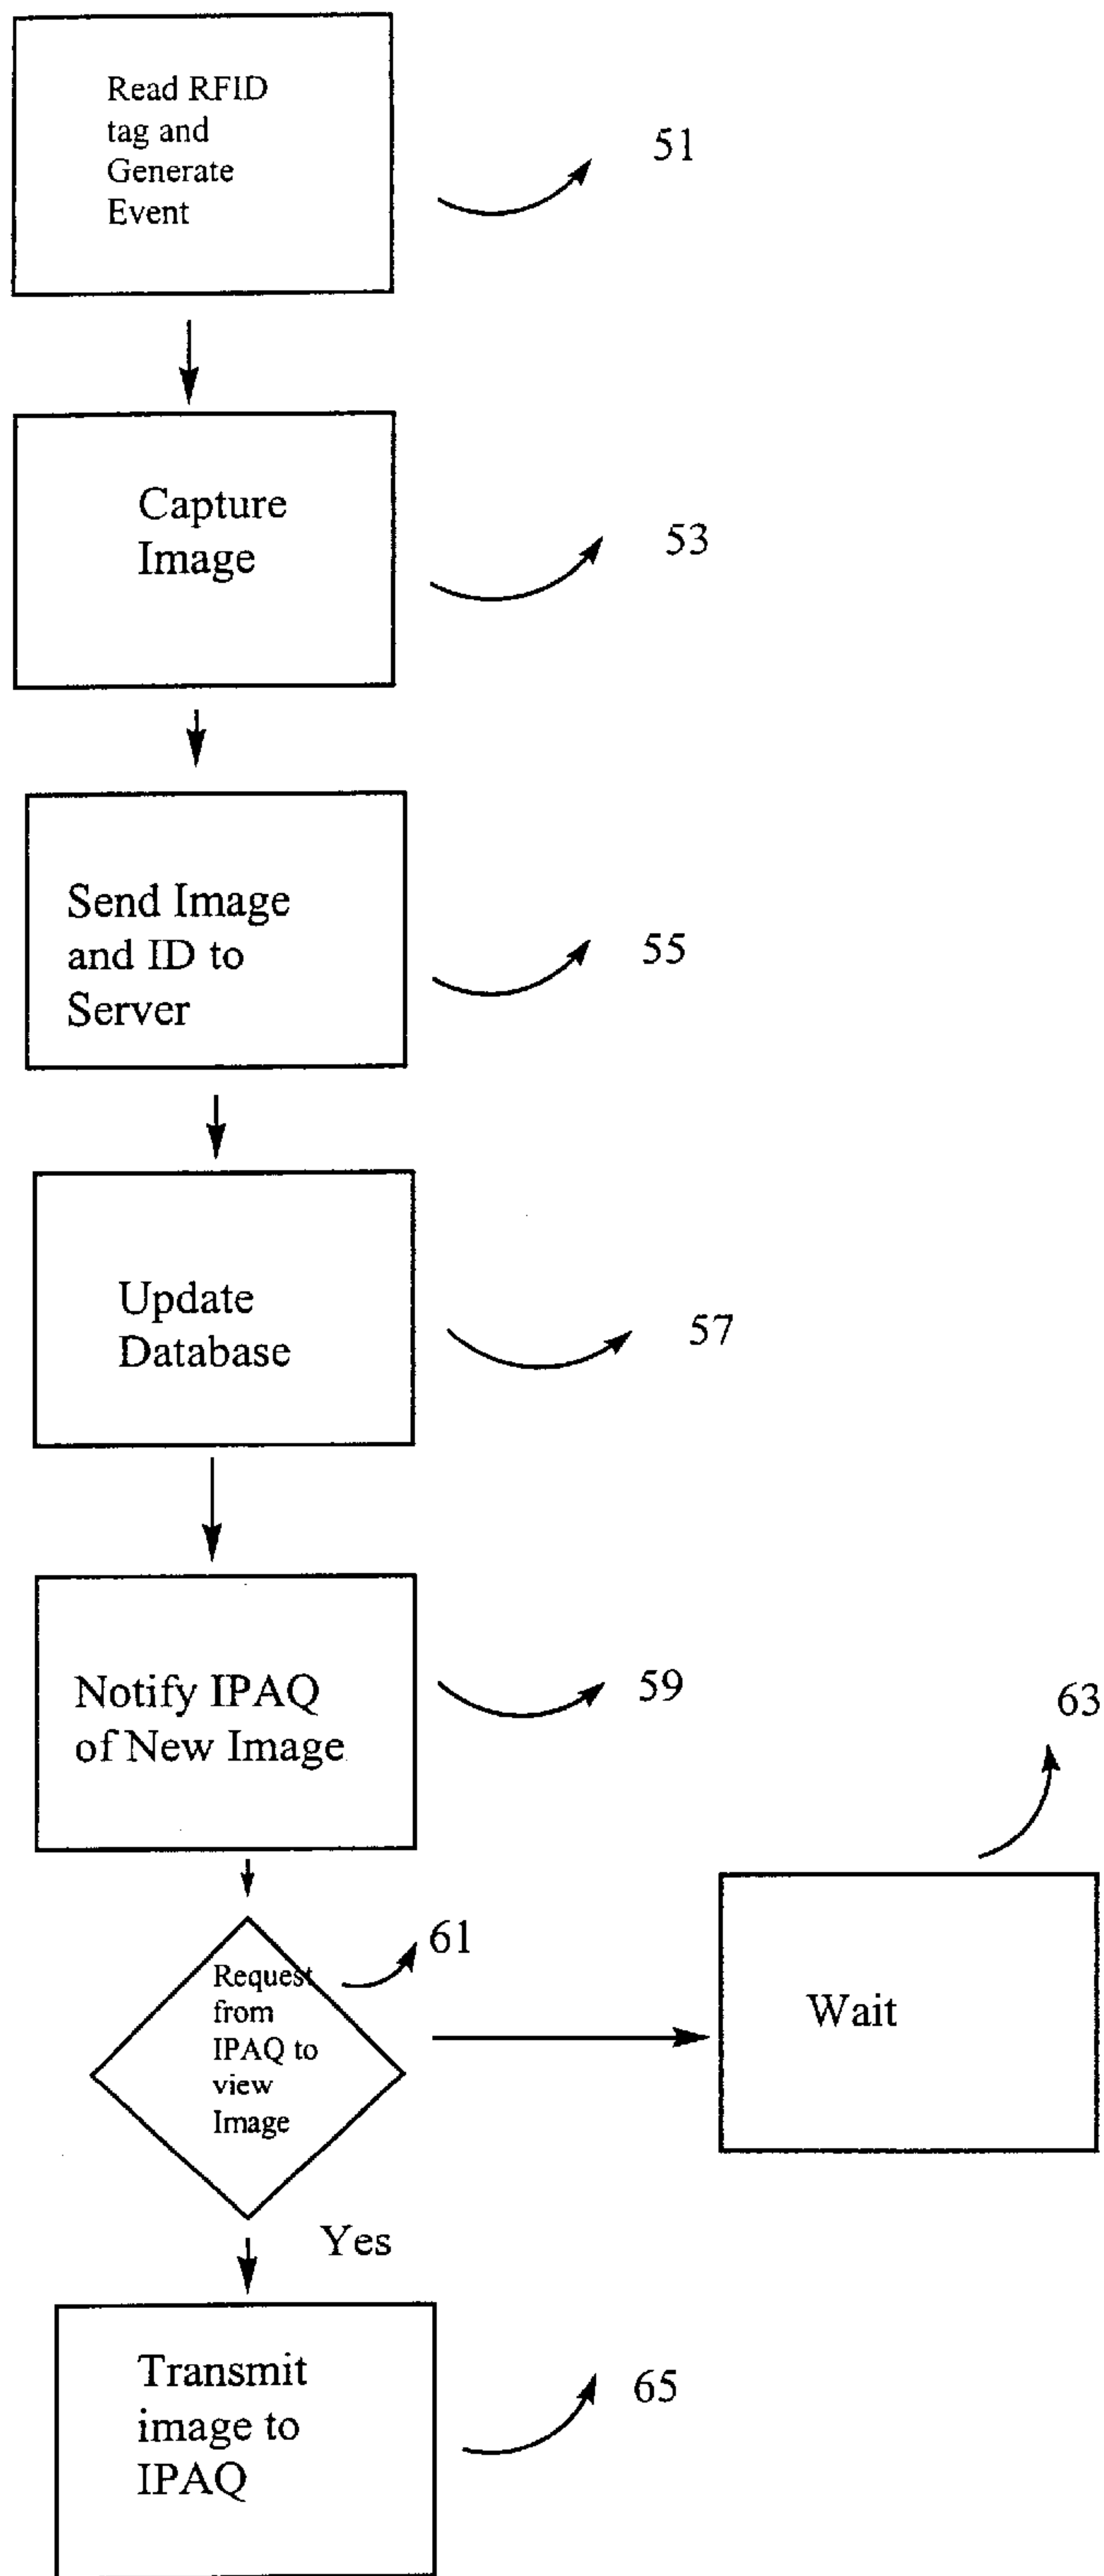 Read RFID
tag and
Generate
Event
51
Capture
Image
53
Send Image
and ID to
Server
55
Update
Database
57
Notify IPAQ
of New Image
59
63
61
Request
from
IPAQ to
view
Image
Wait
Yes
Transmit
image to
IPAQ
65